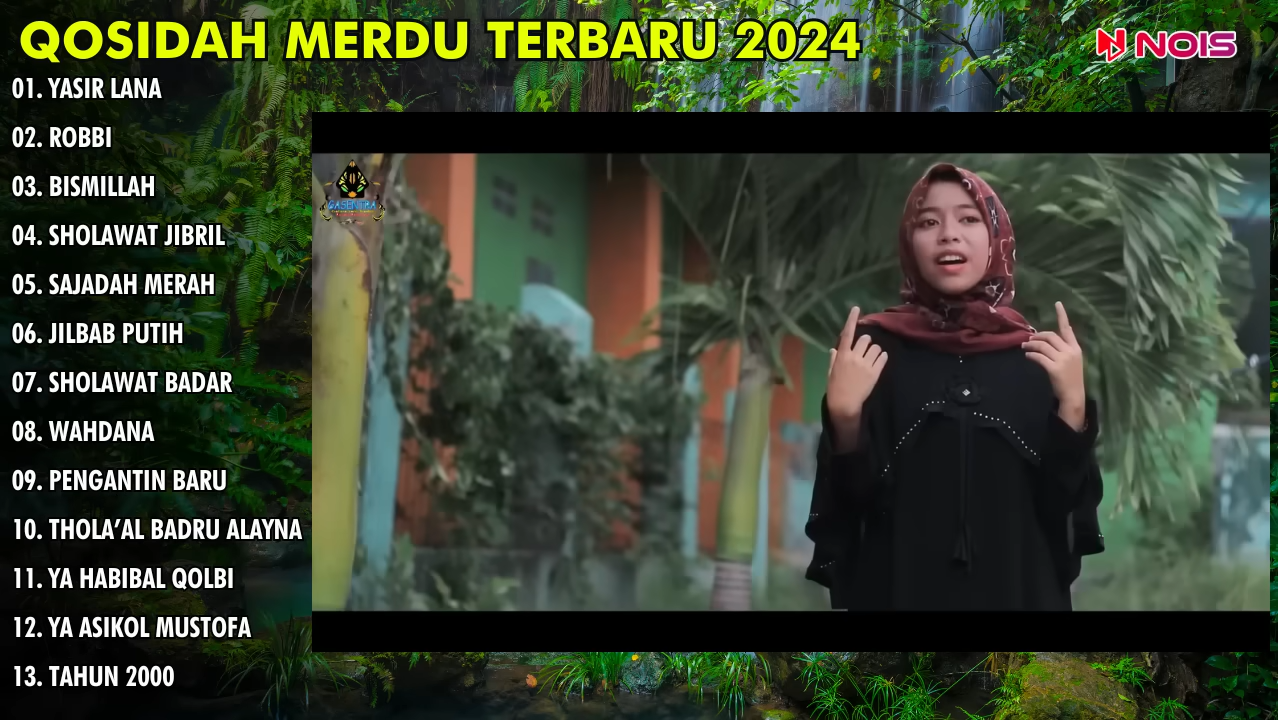 QOSIDAH MERDU TERBARU 2024
NOIS
01. YASIR LANA
02. ROBBI
03. BISMILLAH
04. SHOLAWAT JIBRIL
05. SAJADAH MERAH
06. JILBAB PUTIH
07. SHOLAWAT BADAR
08. WAHDANA
09. PENGANTIN BARU
10. THOLA’AL BADRU ALAYNA
11. YA HABIBAL QOLBI
12. YA ASIKOL MUSTOFA
13. TAHUN 2000
GASENTRA